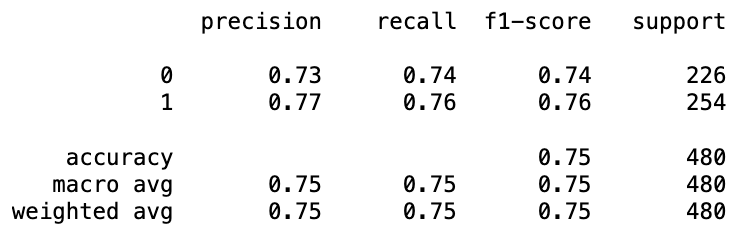 precision recall f1-score support
0 0.73 0.74 0.74 226
1 0.77 0.76 0.76 254
accuracy 0.75 480
macro avg 0.75 0.75 0.75 480
weighted avg 0.75 0.75 0.75 480